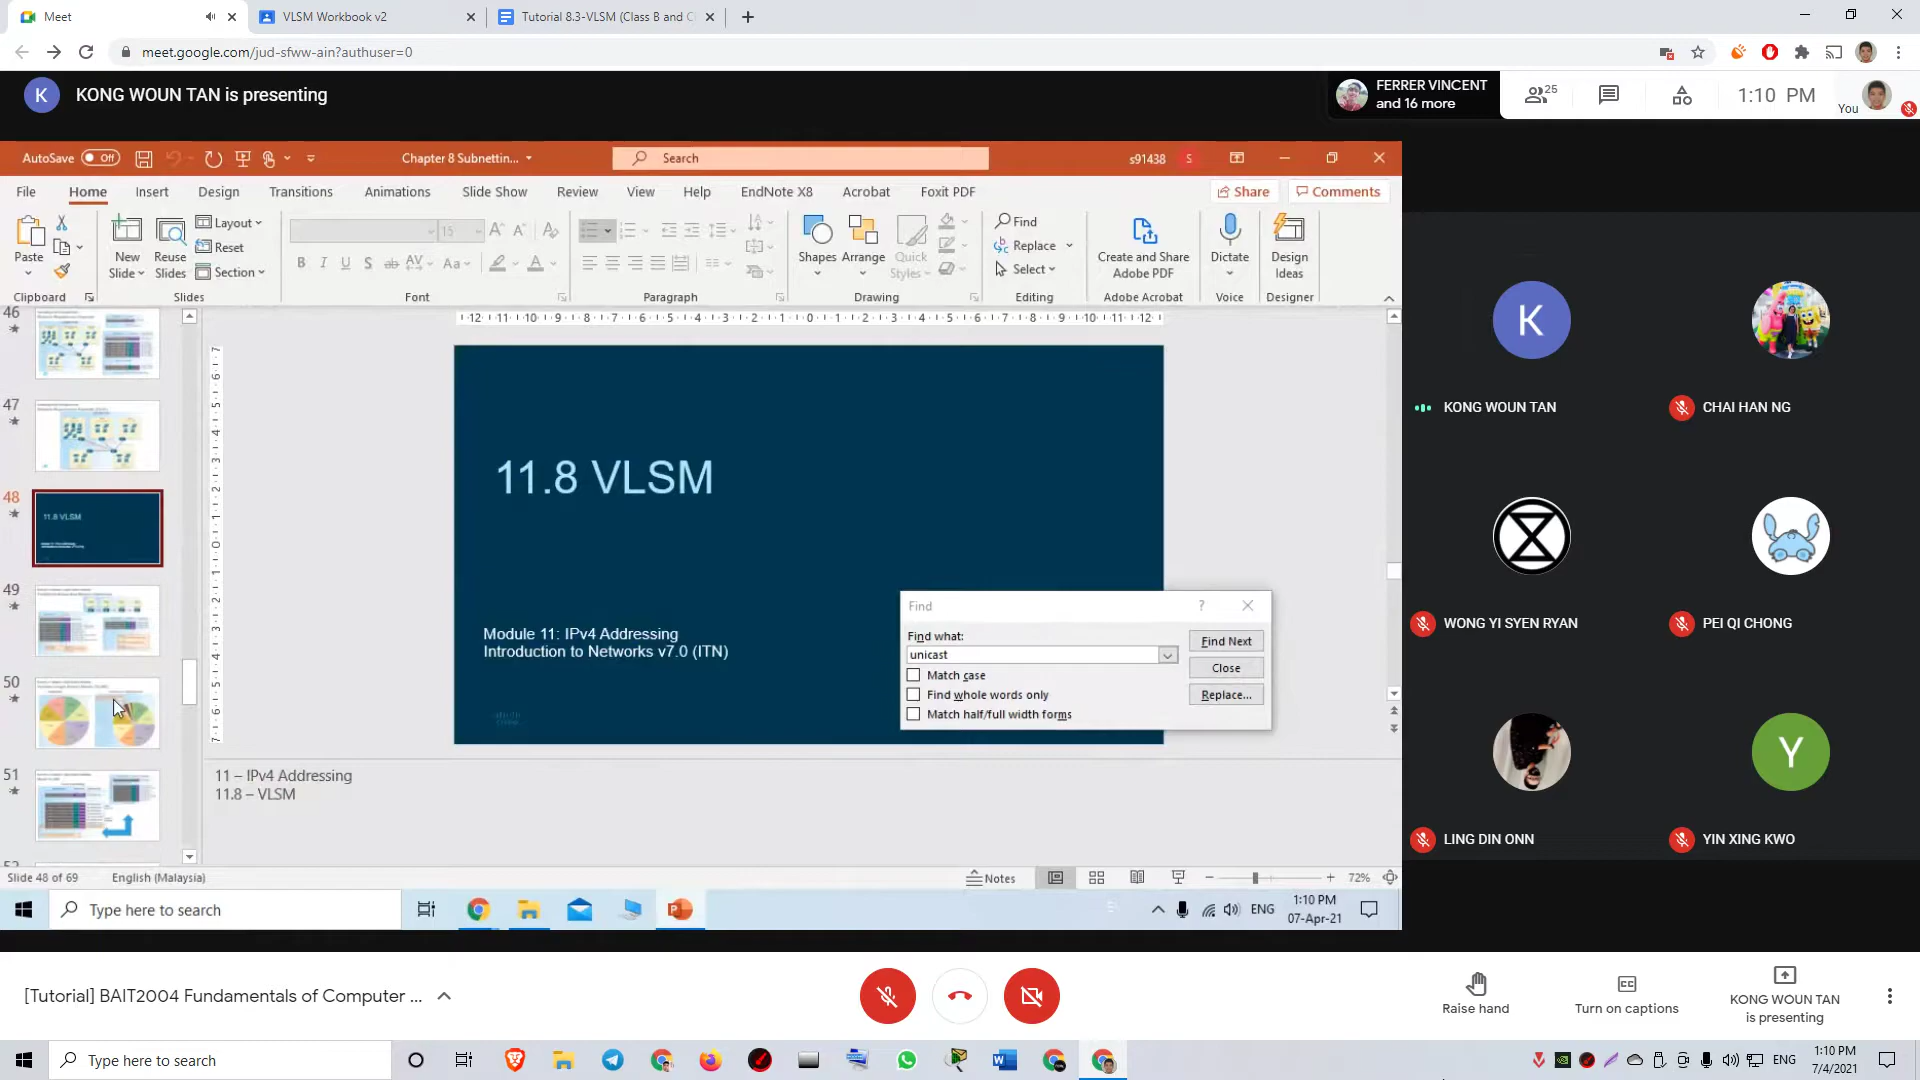 Meet
VLSM Workbook v2
Tutorial 8.3-VLSM (Class B and C
meet.google.com/jud-sfww-ain?authuser=0
K
KONG WOUN TAN is presenting
FERRER VINCENT
and 16 more
25
1:10 PM
You
AutoSave
Off
Chapter 8 Subnettin...
Search
s91438
S
File
Home
Insert
Design
Transitions
Animations
Slide Show
Review
View
Help
EndNote X8
Acrobat
Foxit PDF
Share
Comments
Paste
New
Slide
Reuse
Slides
Layout
Reset
Section
15
Shapes
Arrange
Quick
Styles
Find
Replace
Select
Create and Share
Adobe PDF
Dictate
Design
Ideas
Clipboard
Slides
Font
Paragraph
Drawing
Editing
Adobe Acrobat
Voice
Designer
46
47
48
11.8 VLSM
49
50
51
11.8 VLSM
Module 11: IPv4 Addressing
Introduction to Networks v7.0 (ITN)
Find
?
Find what:
unicast
Find Next
Match case
Close
Find whole words only
Replace...
Match half/full width forms
11 – IPv4 Addressing
11.8 – VLSM
Slide 48 of 69
English (Malaysia)
Notes
72%
Type here to search
ENG
1:10 PM
07-Apr-21
K
KONG WOUN TAN
CHAI HAN NG
WONG YI SYEN RYAN
PEI QI CHONG
LING DIN ONN
Y
YIN XING KWO
[Tutorial] BAIT2004 Fundamentals of Computer ...
Raise hand
Turn on captions
KONG WOUN TAN
is presenting
Type here to search
ENG
1:10 PM
7/4/2021